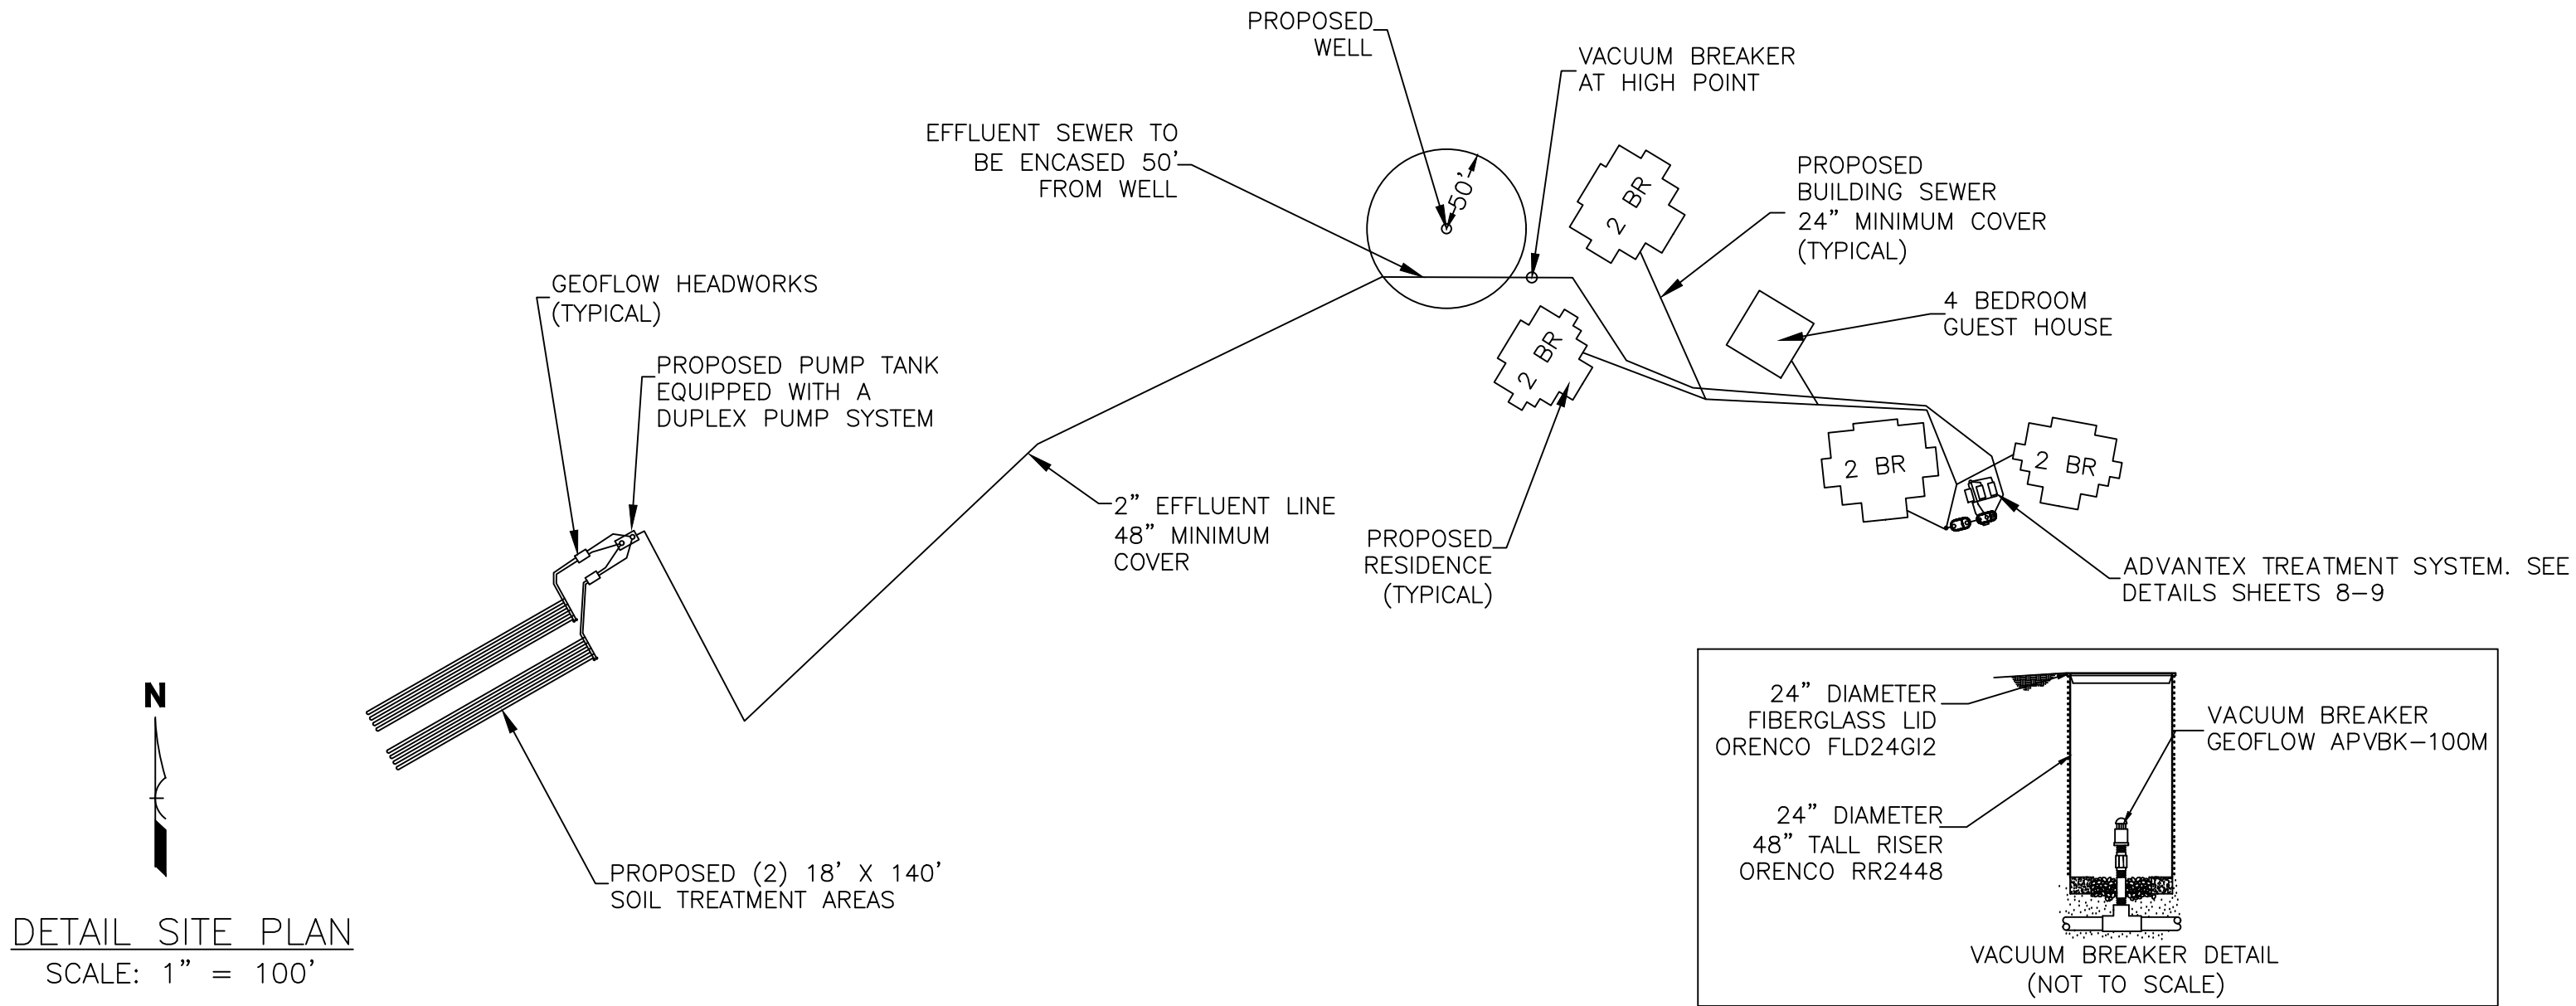 PROPOSED
WELL
VACUUM BREAKER
AT HIGH POINT
EFFLUENT SEWER TO
BE ENCASED 50'
FROM WELL
50'
2 BR
PROPOSED
BUILDING SEWER
24" MINIMUM COVER
(TYPICAL)
GEOFLOW HEADWORKS
(TYPICAL)
4 BEDROOM
GUEST HOUSE
2 BR
PROPOSED PUMP TANK
EQUIPPED WITH A
DUPLEX PUMP SYSTEM
2 BR
2 BR
2" EFFLUENT LINE
48" MINIMUM
COVER
PROPOSED
RESIDENCE
(TYPICAL)
ADVANTEX TREATMENT SYSTEM. SEE
DETAILS SHEETS 8-9
N
PROPOSED (2) 18' X 140'
SOIL TREATMENT AREAS
DETAIL SITE PLAN
SCALE: 1" = 100'
24" DIAMETER
FIBERGLASS LID
ORENCO FLD24GI2
VACUUM BREAKER
GEOFLOW APVBK-100M
24" DIAMETER
48" TALL RISER
ORENCO RR2448
VACUUM BREAKER DETAIL
(NOT TO SCALE)